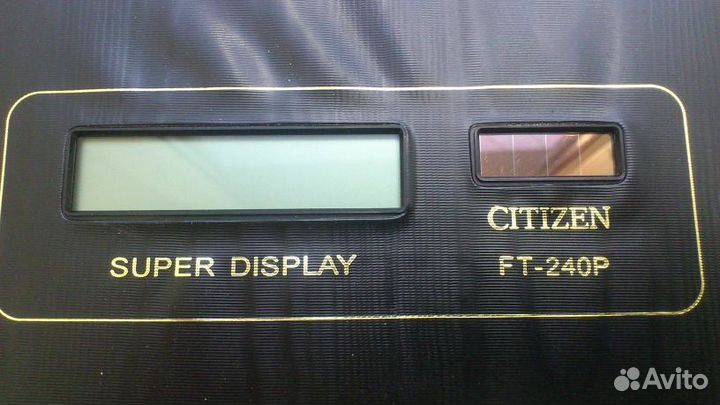 CITIZEN
SUPER DISPLAY
FT-240P
Avito